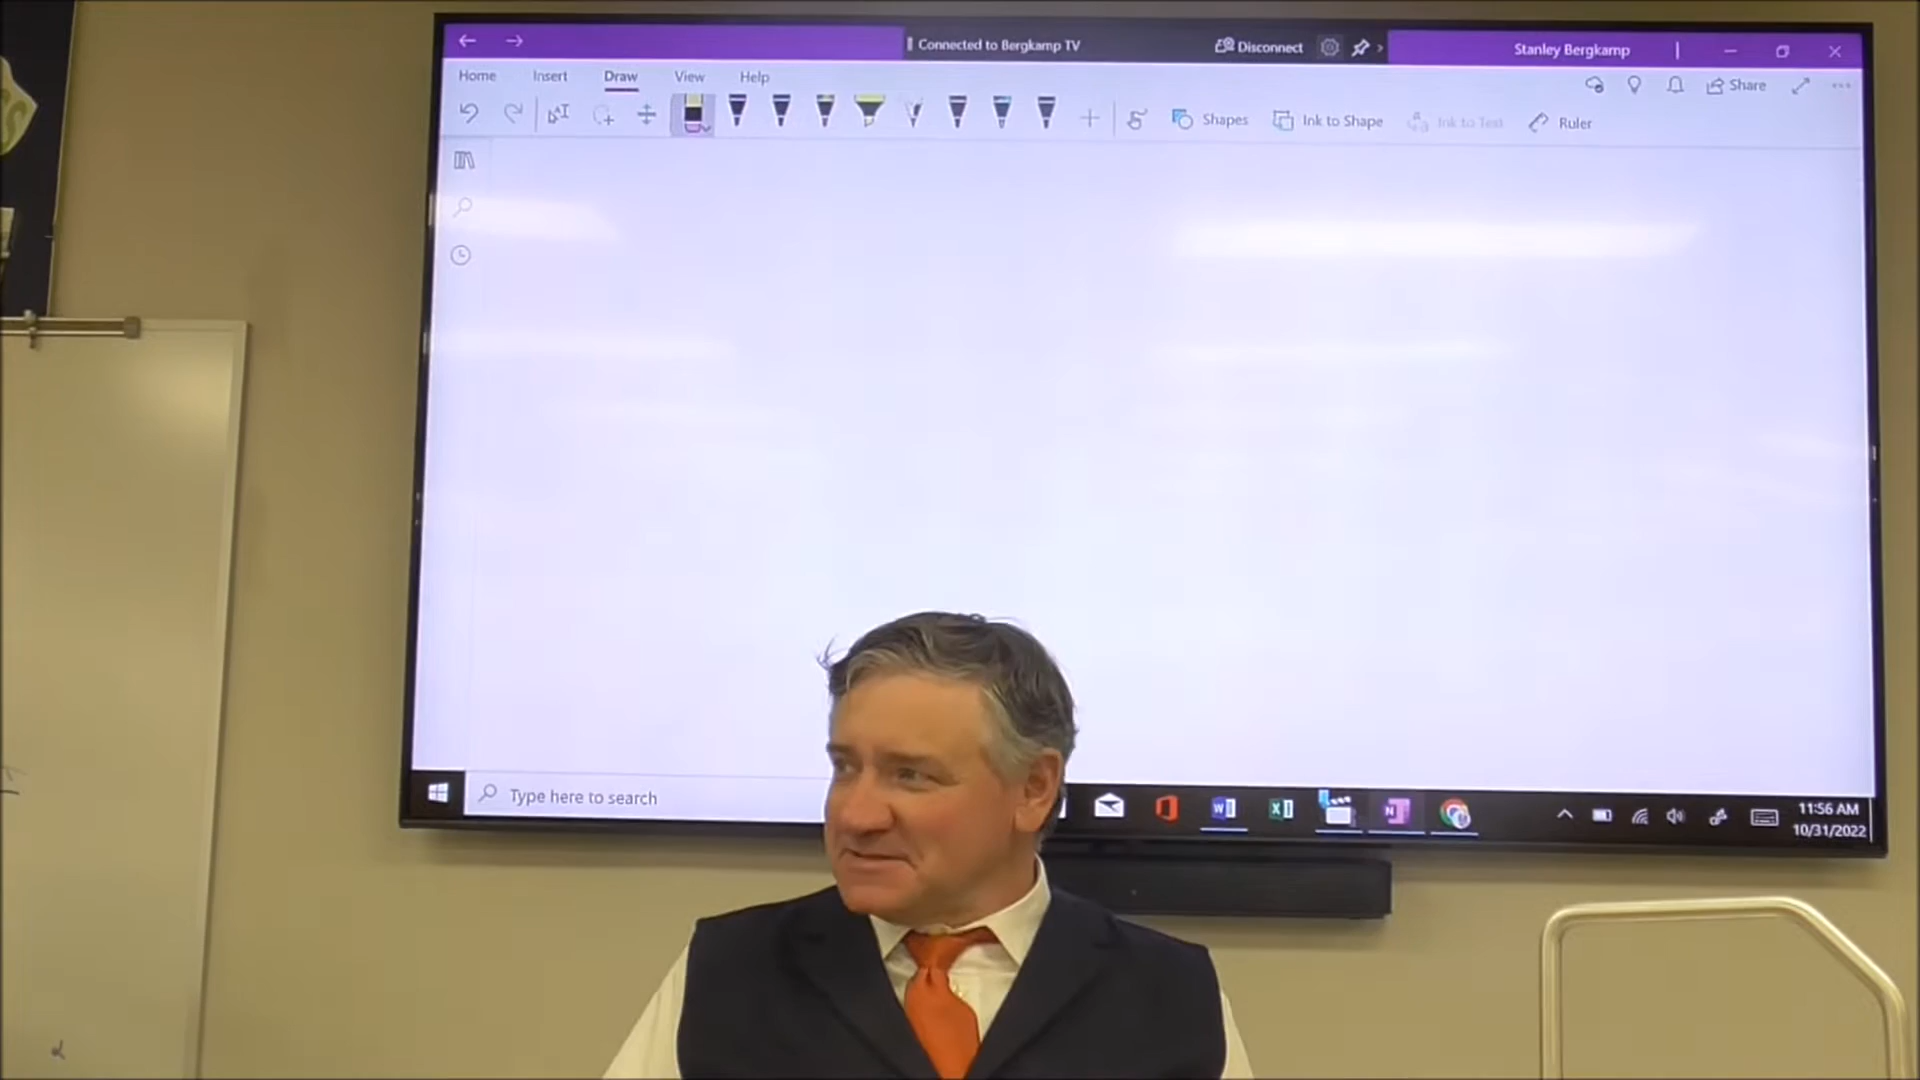 Connected to Bergkamp TV Disconnect Stanley Bergkamp
Home Insert Draw View Help Share
Shapes Ink to Shape Ink to Text Ruler
Type here to search
11:56 AM
10/31/2022